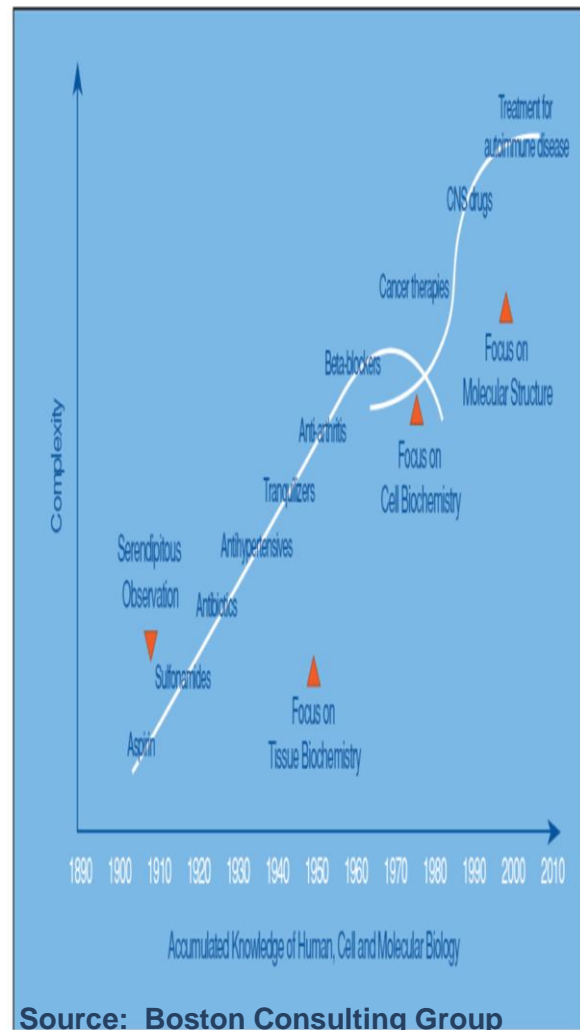 Treatment for
autoimmune disease
CNS drugs
Cancer therapies
Focus on
Molecular Structure
Beta-blockers
Anti-arthritis
Focus on
Cell Biochemistry
Tranquilizers
Complexity
Serendipitous
Observation
Antihypertensives
Antibiotics
Sulfonamides
Focus on
Tissue Biochemistry
Aspirin
1890 1900 1910 1920 1930 1940 1950 1960 1970 1980 1990 2000 2010
Accumulated Knowledge of Human, Cell and Molecular Biology
Source: Boston Consulting Group